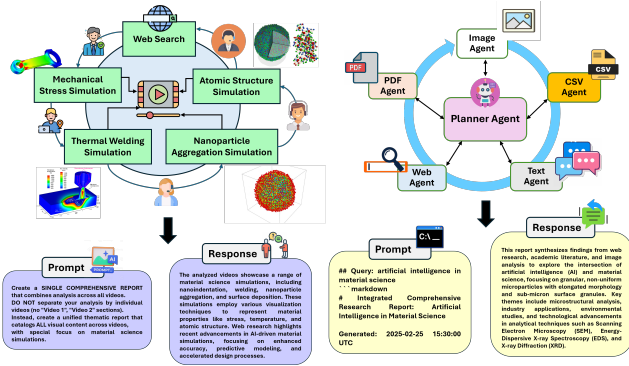 Web Search
Mechanical
Stress Simulation
Atomic Structure
Simulation
Thermal Welding
Simulation
Nanoparticle
Aggregation Simulation
Prompt
Create a SINGLE COMPREHENSIVE REPORT
that combines analysis across all videos.
DO NOT separate your analysis by individual
videos (no "Video 1", "Video 2" sections).
Instead, create a unified thematic report that
catalogs ALL visual content across videos,
with special focus on material science
simulations.
Response
The analyzed videos showcase a range of
material science simulations, including
nanoindentation, welding, nanoparticle
aggregation, and surface deposition. These
simulations employ various visualization
techniques to represent material
properties like stress, temperature, and
atomic structure. Web research highlights
recent advancements in AI-driven material
simulations, focusing on enhanced
accuracy, predictive modeling, and
accelerated design processes.
Image
Agent
PDF
PDF
Agent
CSV
CSV
Agent
Planner Agent
Web
Agent
Text
Agent
C:\_
Prompt
## Query: artificial intelligence in
material science
```markdown
# Integrated Comprehensive
Research Report: Artificial
Intelligence in Material Science
Generated: 2025-02-25 15:30:00
UTC
Response
This report synthesizes findings from web
research, academic literature, and image
analysis to explore the intersection of
artificial intelligence (AI) and material
science, focusing on granular, non-uniform
microparticles with elongated morphology
and sub-micron surface granules. Key
themes include microstructural analysis,
industry applications, environmental
studies, and technological advancements
in analytical techniques such as Scanning
Electron Microscopy (SEM), Energy-
Dispersive X-ray Spectroscopy (EDS), and
X-ray Diffraction (XRD).